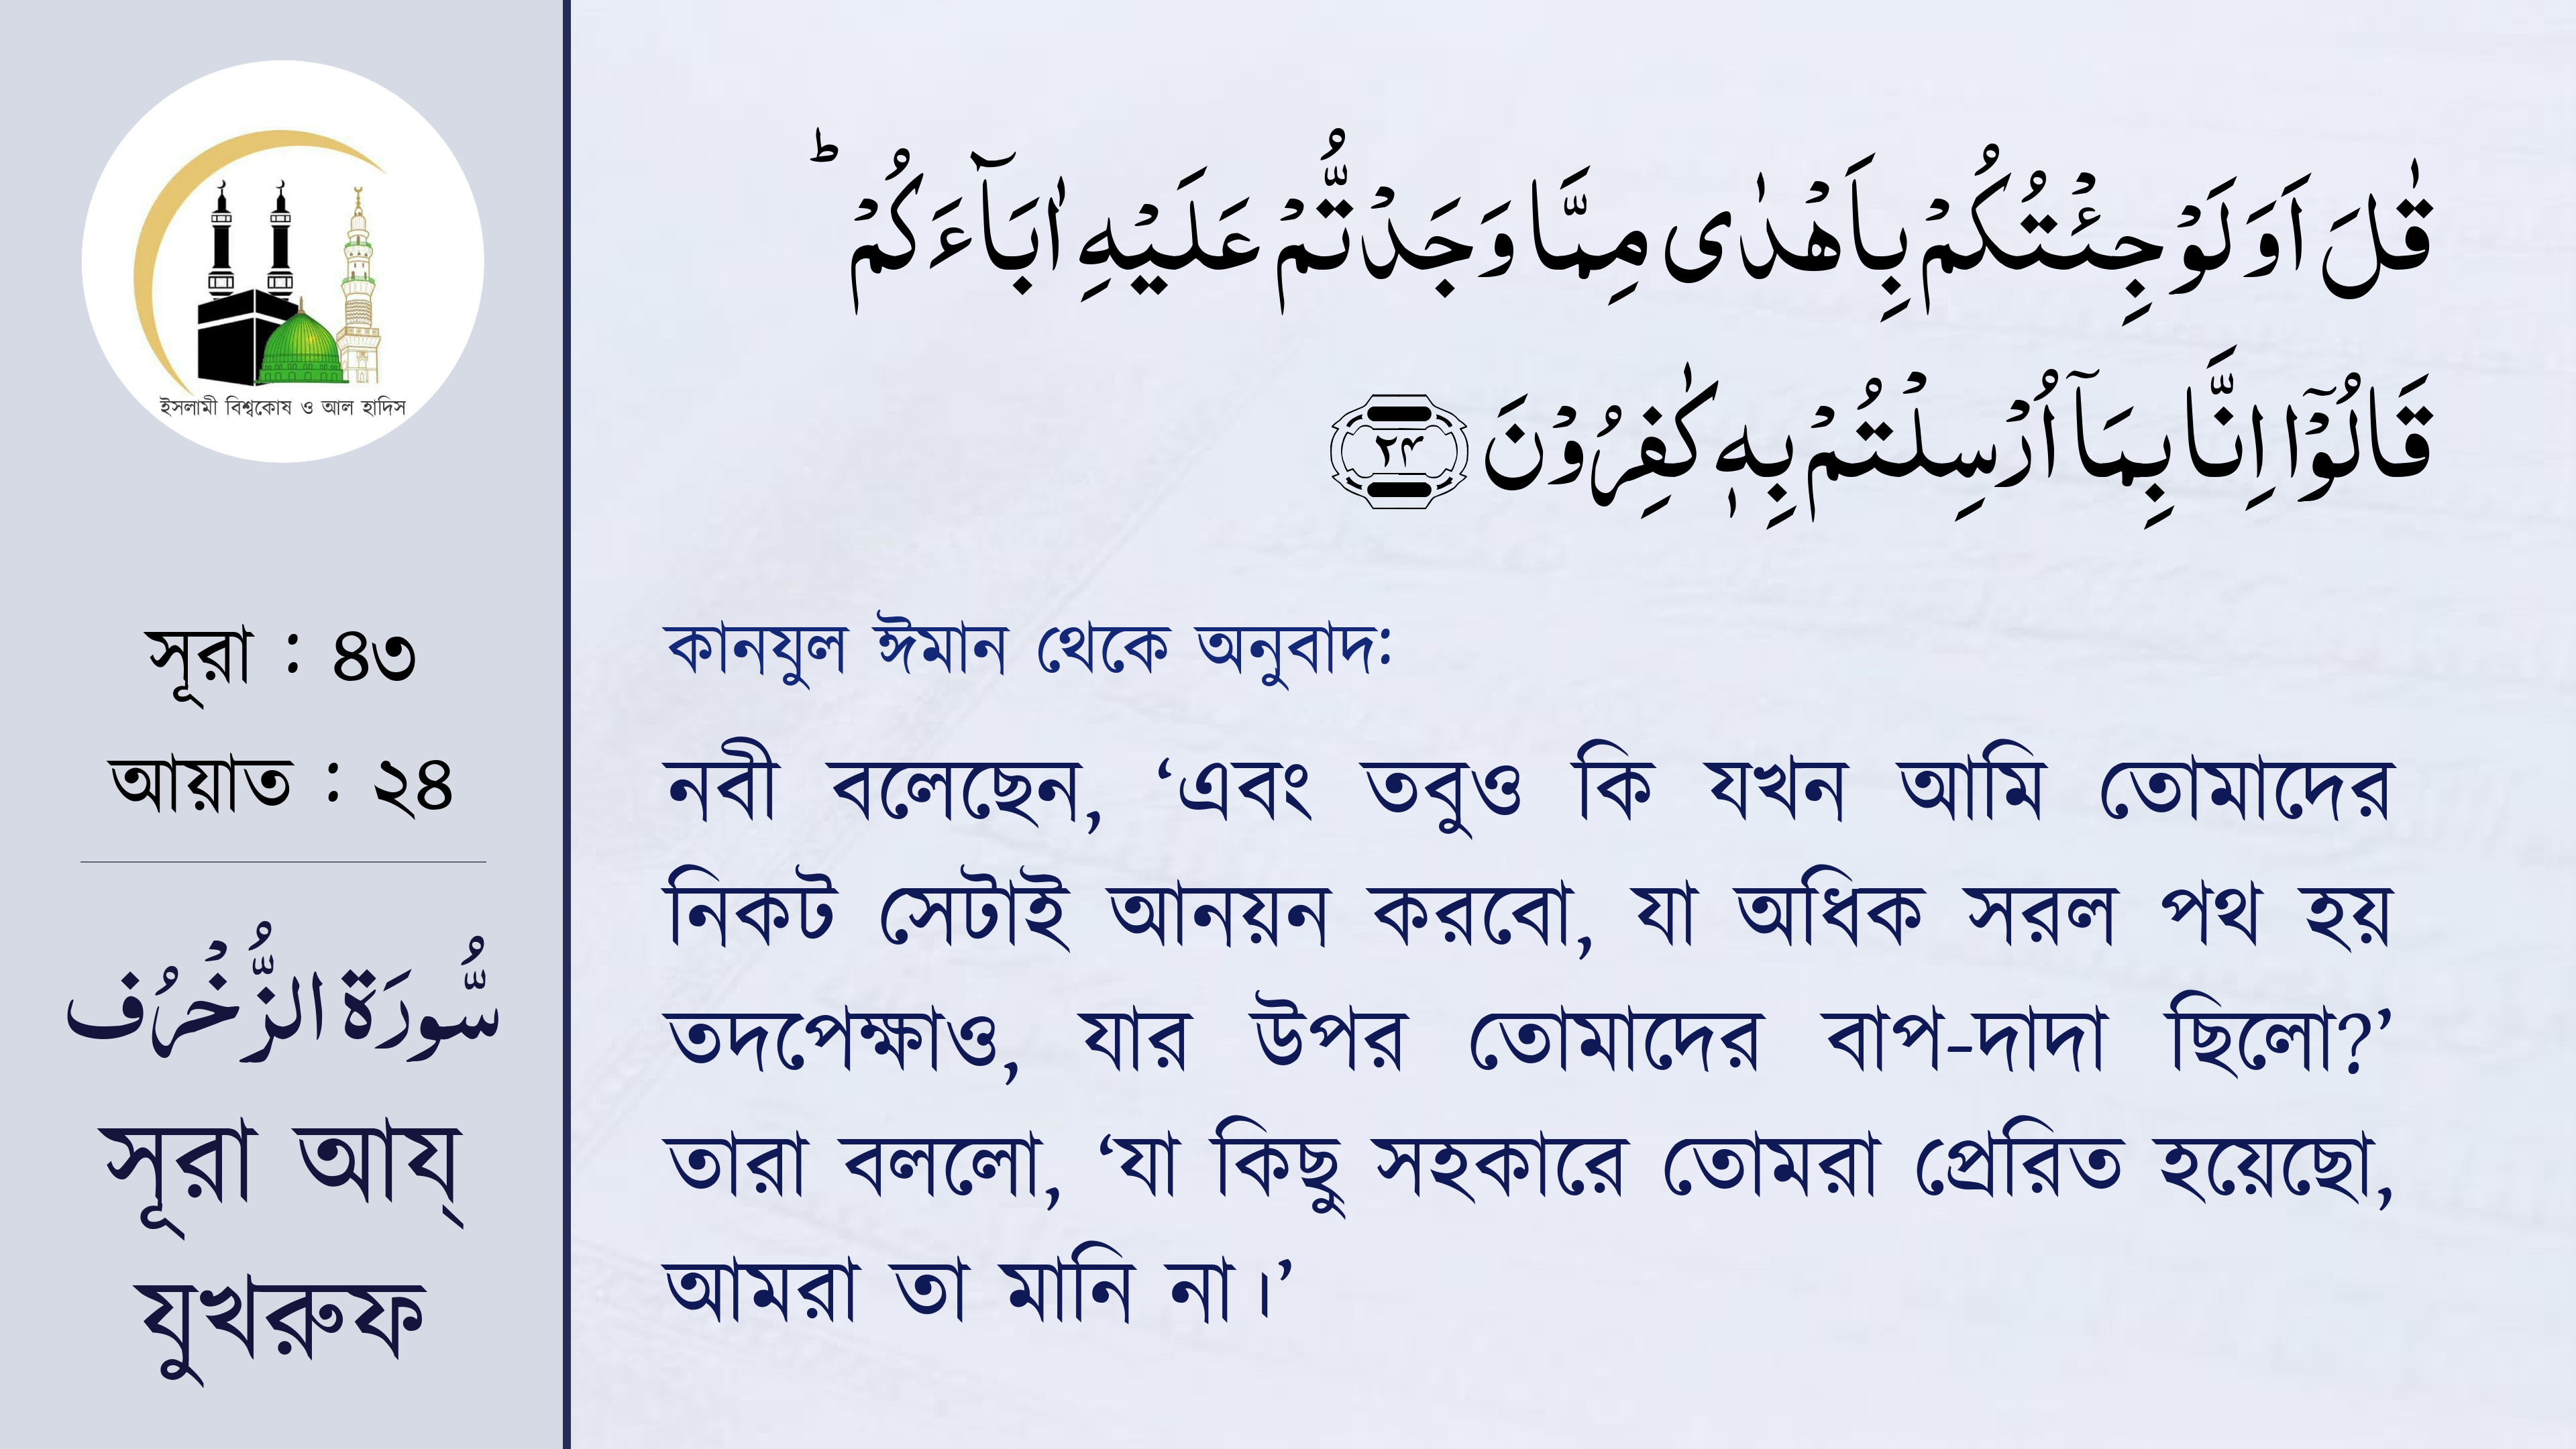 ইসলামী বিশ্বকোষ ও আল হাদিস
সূরা : ৪৩
আয়াত : ২৪
سُّورَة الزُّخْرُف
সূরা আয্
যুখরুফ
قٰلَ اَوَلَوْ جِئْتُكُمْ بِاَهْدٰى مِمَّا وَجَدْتُّمْ عَلَيْهِ اٰبَآءَكُمْ ؕ
قَالُوْۤا اِنَّا بِمَاۤ اُرْسِلْتُمْ بِهٖ كٰفِرُوْنَ ۲۴
কানযুল ঈমান থেকে অনুবাদ:
নবী বলেছেন, ‘এবং তবুও কি যখন আমি তোমাদের
নিকট সেটাই আনয়ন করবো, যা অধিক সরল পথ হয়
তদপেক্ষাও, যার উপর তোমাদের বাপ-দাদা ছিলো?’
তারা বললো, ‘যা কিছু সহকারে তোমরা প্রেরিত হয়েছো,
আমরা তা মানি না।’